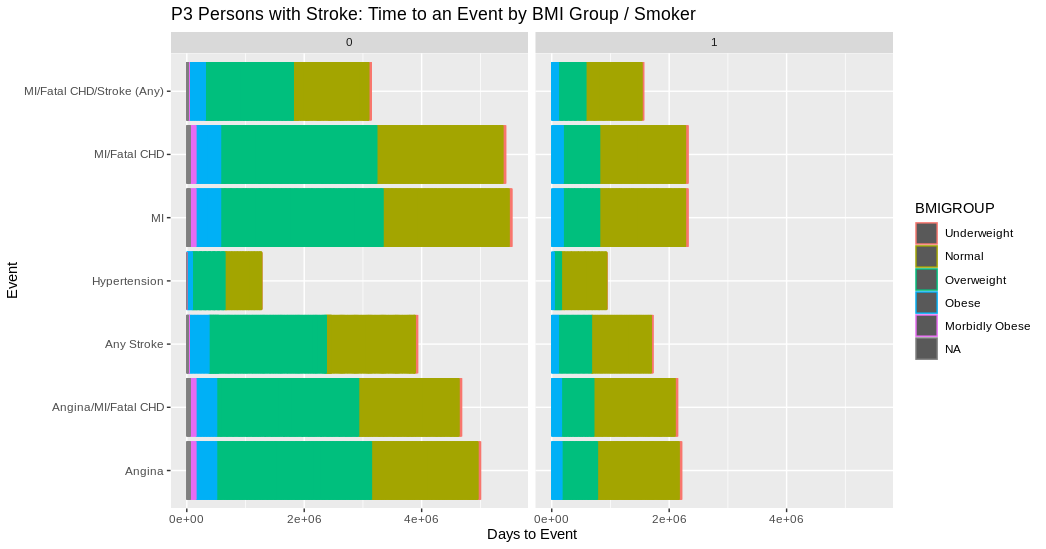 P3 Persons with Stroke: Time to an Event by BMI Group / Smoker
0
1
MI/Fatal CHD/Stroke (Any)
MI/Fatal CHD
MI
Hypertension
Any Stroke
Angina/MI/Fatal CHD
Angina
Event
0e+00
2e+06
4e+06
0e+00
2e+06
4e+06
Days to Event
BMIGROUP
Underweight
Normal
Overweight
Obese
Morbidly Obese
NA